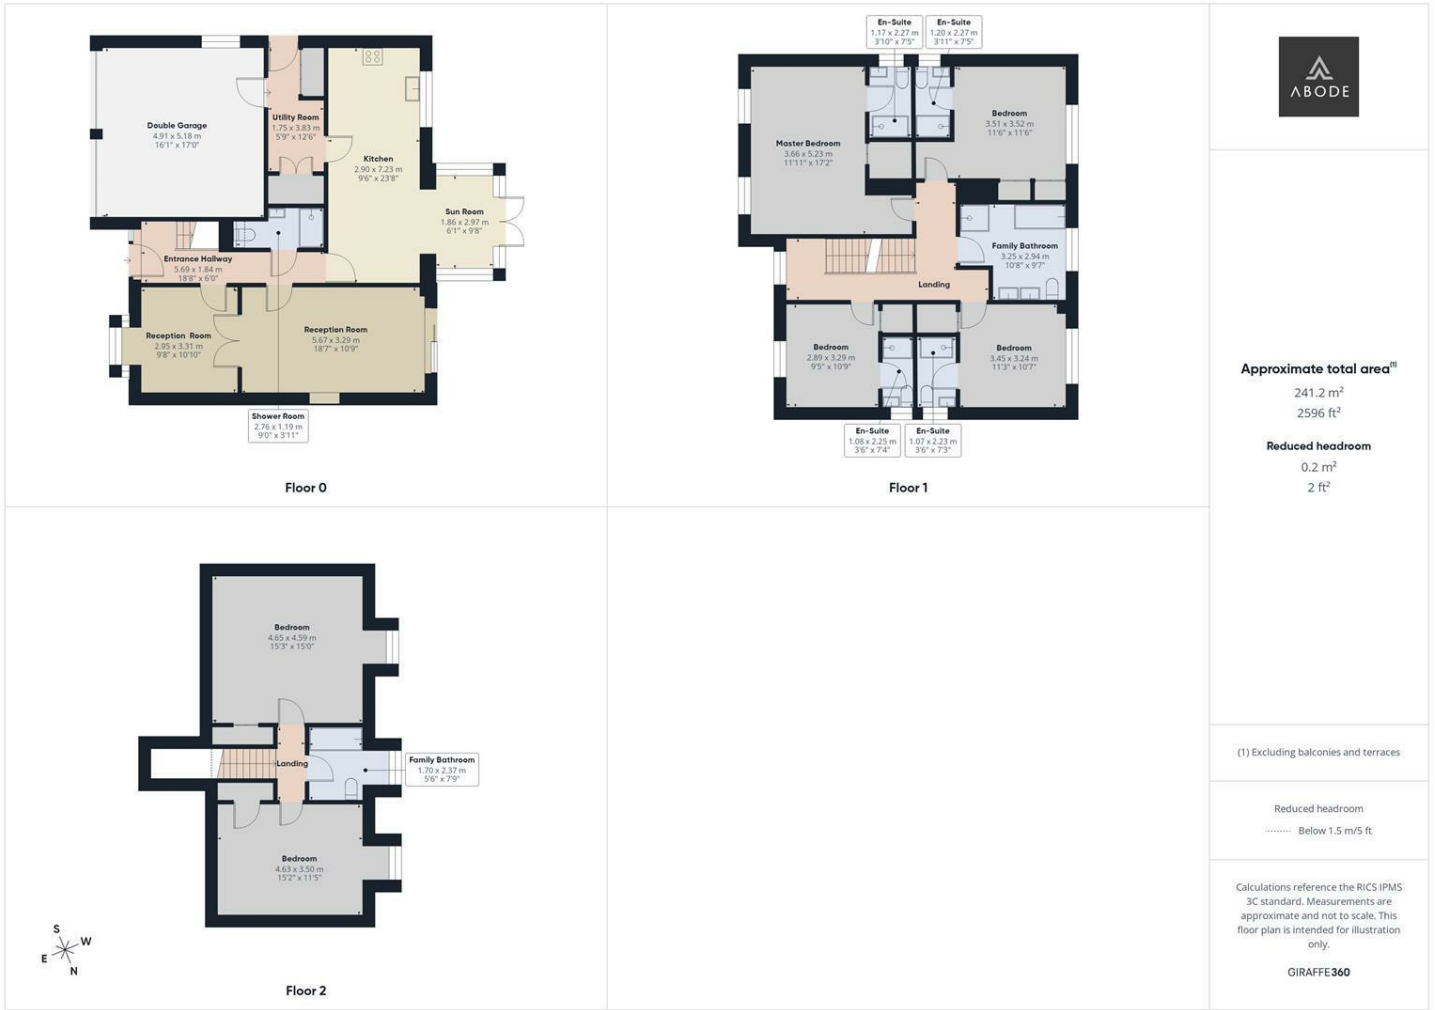 Double Garage
4.91 x 5.18 m
16'1" x 17'0"
Utility Room
1.75 x 3.83 m
5'9" x 12'6"
Kitchen
2.90 x 7.23 m
9'6" x 23'8"
Sun Room
1.86 x 2.97 m
6'1" x 9'8"
Entrance Hallway
5.69 x 1.84 m
18'8" x 6'0"
Reception Room
2.95 x 3.31 m
9'8" x 10'10"
Reception Room
5.67 x 3.29 m
18'7" x 10'9"
Shower Room
2.76 x 1.19 m
9'0" x 3'11"
Floor 0
En-Suite
1.17 x 2.27 m
3'10" x 7'5"
En-Suite
1.20 x 2.27 m
3'11" x 7'5"
Master Bedroom
3.66 x 5.23 m
11'11" x 17'2"
Bedroom
3.51 x 3.52 m
11'6" x 11'6"
Family Bathroom
3.25 x 2.94 m
10'8" x 9'7"
Landing
Bedroom
2.89 x 3.29 m
9'5" x 10'9"
Bedroom
3.45 x 3.24 m
11'3" x 10'7"
En-Suite
1.08 x 2.25 m
3'6" x 7'4"
En-Suite
1.07 x 2.23 m
3'6" x 7'3"
Floor 1
Bedroom
4.65 x 4.59 m
15'3" x 15'0"
Landing
Family Bathroom
1.70 x 2.37 m
5'6" x 7'9"
Bedroom
4.63 x 3.50 m
15'2" x 11'5"
S
W
E
N
Floor 2
ABODE
Approximate total area(1)
241.2 m²
2596 ft²
Reduced headroom
0.2 m²
2 ft²
(1) Excluding balconies and terraces
Reduced headroom
Below 1.5 m/5 ft
Calculations reference the RICS IPMS
3C standard. Measurements are
approximate and not to scale. This
floor plan is intended for illustration
only.
GIRAFFE360